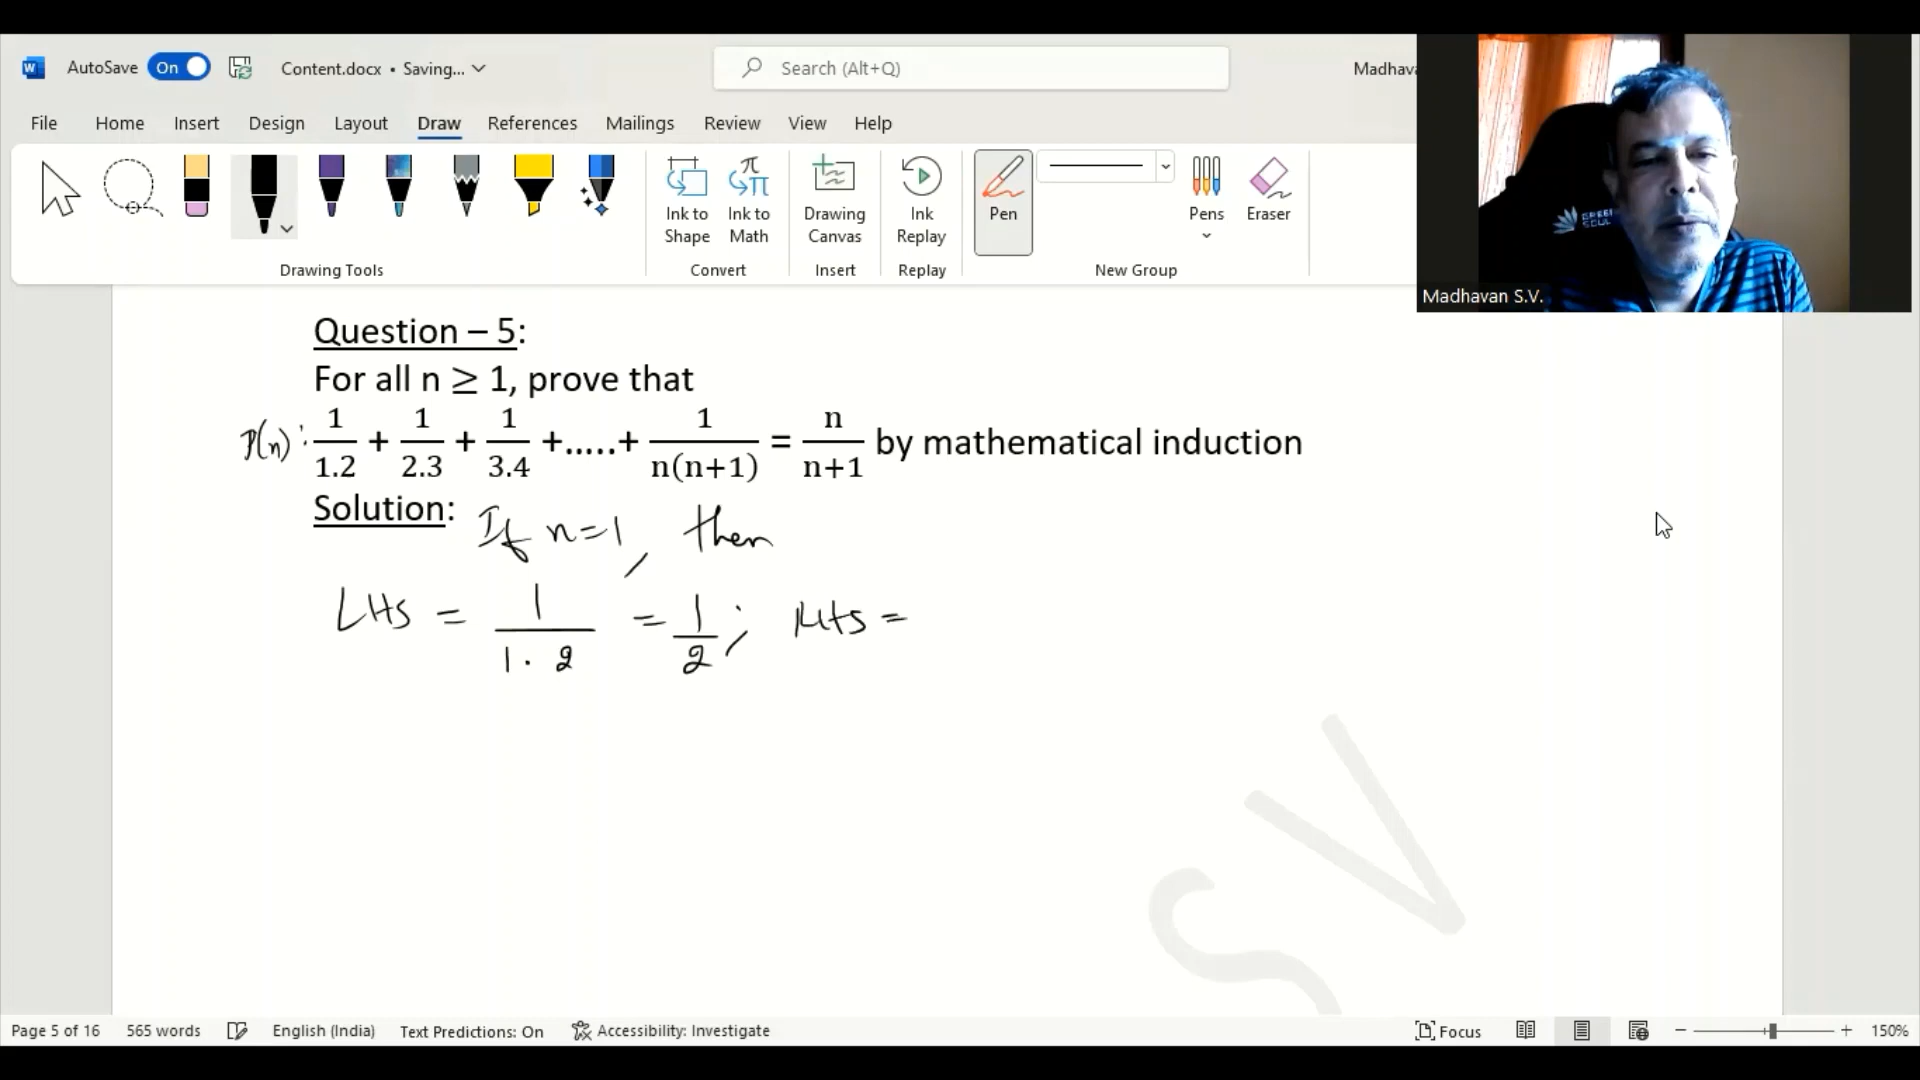 AutoSave On Content.docx • Saving... Search (Alt+Q) Madhava
File Home Insert Design Layout Draw References Mailings Review View Help
Ink to Shape Ink to Math Drawing Canvas Ink Replay Pen Pens Eraser
Drawing Tools Convert Insert Replay New Group
Madhavan S.V.
Question – 5:
For all n ≥ 1, prove that
P(n): 1/1.2 + 1/2.3 + 1/3.4 +.....+ 1/n(n+1) = n/n+1 by mathematical induction
Solution: If n=1, then
LHS = 1/1.2 = 1/2; RHS =
SV
Page 5 of 16 565 words English (India) Text Predictions: On Accessibility: Investigate Focus 150%